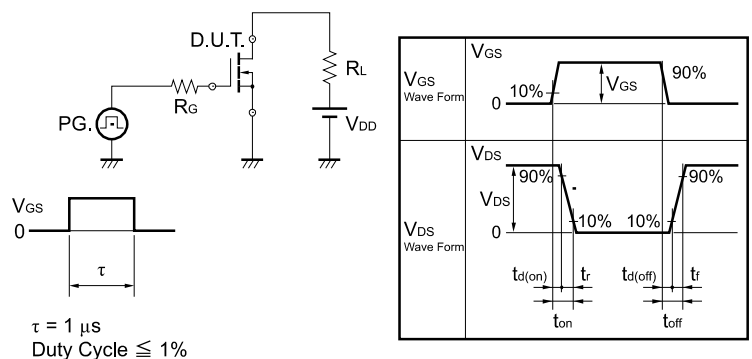 D.U.T.
RL
RG
PG.
VDD
VGS
0
τ
τ = 1 μs
Duty Cycle ≦ 1%
VGS
Wave Form
VGS
10%
0
VGS
90%
VDS
Wave Form
VDS
90%
VDS
0
10%
10%
90%
td(on)
tr
td(off)
tf
ton
toff